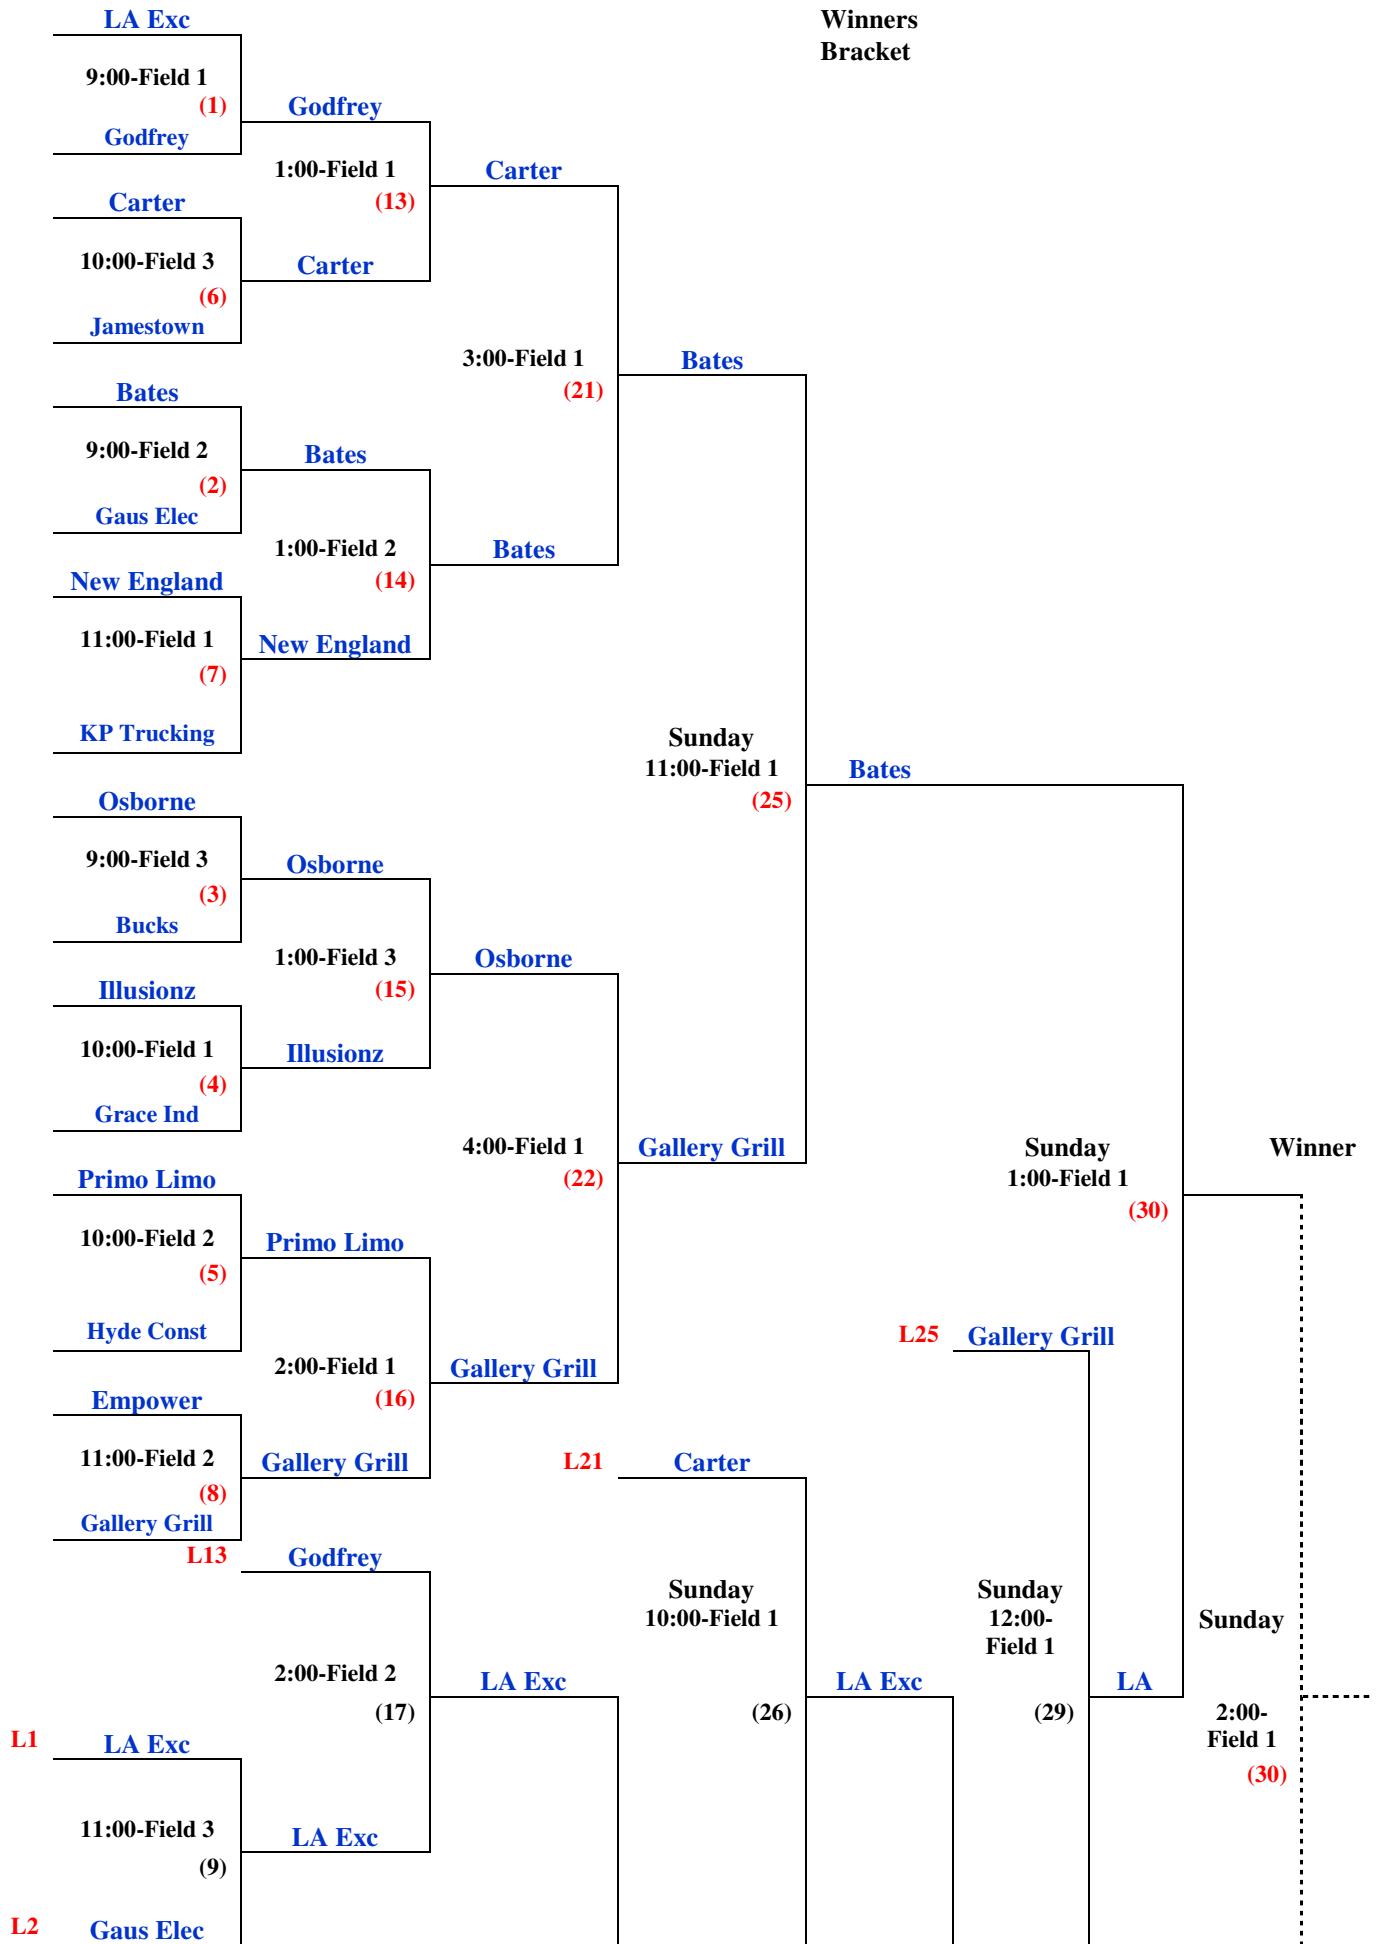 LA Exc
Winners
Bracket
9:00-Field 1
(1)
Godfrey
Godfrey
1:00-Field 1
(13)
Carter
Carter
10:00-Field 3
(6)
Carter
Jamestown
3:00-Field 1
(21)
Bates
Bates
9:00-Field 2
(2)
Bates
Gaus Elec
1:00-Field 2
(14)
Bates
New England
11:00-Field 1
(7)
New England
KP Trucking
Sunday
11:00-Field 1
(25)
Bates
Osborne
9:00-Field 3
(3)
Osborne
Bucks
1:00-Field 3
(15)
Osborne
Illusionz
10:00-Field 1
(4)
Illusionz
Grace Ind
4:00-Field 1
(22)
Gallery Grill
Sunday
1:00-Field 1
(30)
Winner
Primo Limo
10:00-Field 2
(5)
Primo Limo
Hyde Const
L25 Gallery Grill
2:00-Field 1
(16)
Gallery Grill
Empower
11:00-Field 2
(8)
Gallery Grill
L21 Carter
Gallery Grill
L13 Godfrey
Sunday
10:00-Field 1
(26)
Sunday
12:00-
Field 1
(29)
Sunday
2:00-Field 2
(17)
LA Exc
LA Exc
LA
2:00-
Field 1
(30)
L1 LA Exc
11:00-Field 3
(9)
LA Exc
L2 Gaus Elec